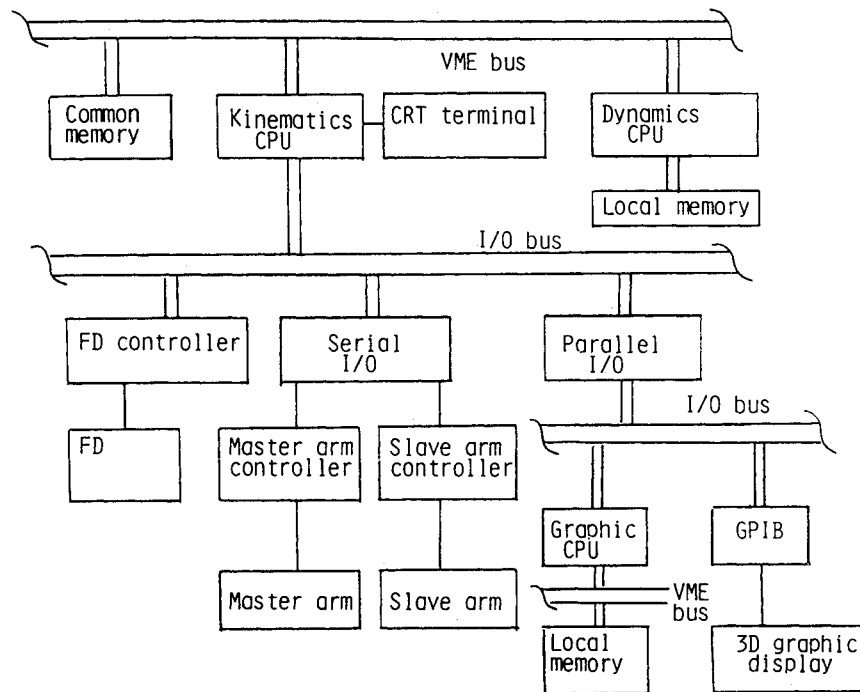 VME bus
Common
memory
Kinematics
CPU
CRT terminal
Dynamics
CPU
Local memory
I/O bus
FD controller
Serial
I/O
Parallel
I/O
I/O bus
FD
Master arm
controller
Slave arm
controller
Graphic
CPU
GPIB
Master arm
Slave arm
VME
bus
Local
memory
3D graphic
display